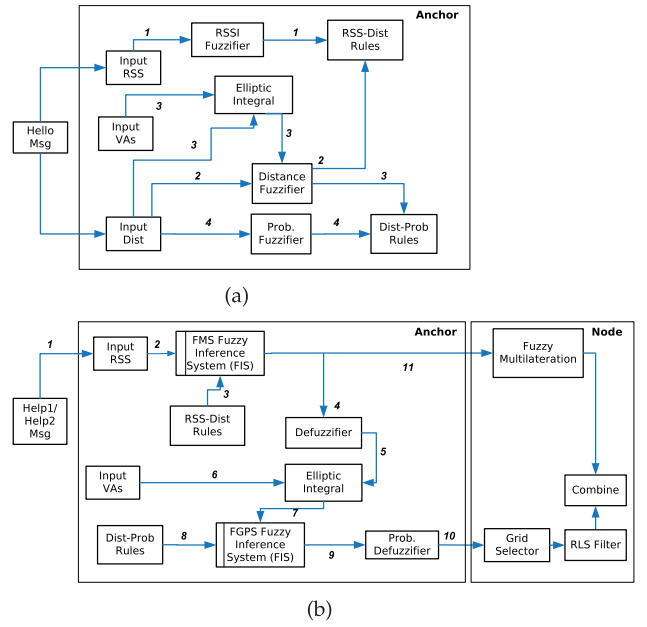 Anchor
1
RSSI
Fuzzifier
1
RSS-Dist
Rules
Input
RSS
Elliptic
Integral
3
Input
VAs
Hello
Msg
3
3
2
Distance
Fuzzifier
2
3
Input
Dist
4
Prob.
Fuzzifier
4
Dist-Prob
Rules
(a)
Anchor
Node
1
Input
RSS
2
FMS Fuzzy
Inference
System (FIS)
Fuzzy
Multilateration
11
3
Help1/
Help2
Msg
RSS-Dist
Rules
4
Defuzzifier
5
Input
VAs
6
Elliptic
Integral
Combine
7
Dist-Prob
Rules
8
FGPS Fuzzy
Inference
System (FIS)
9
Prob.
Defuzzifier
10
Grid
Selector
RLS Filter
(b)